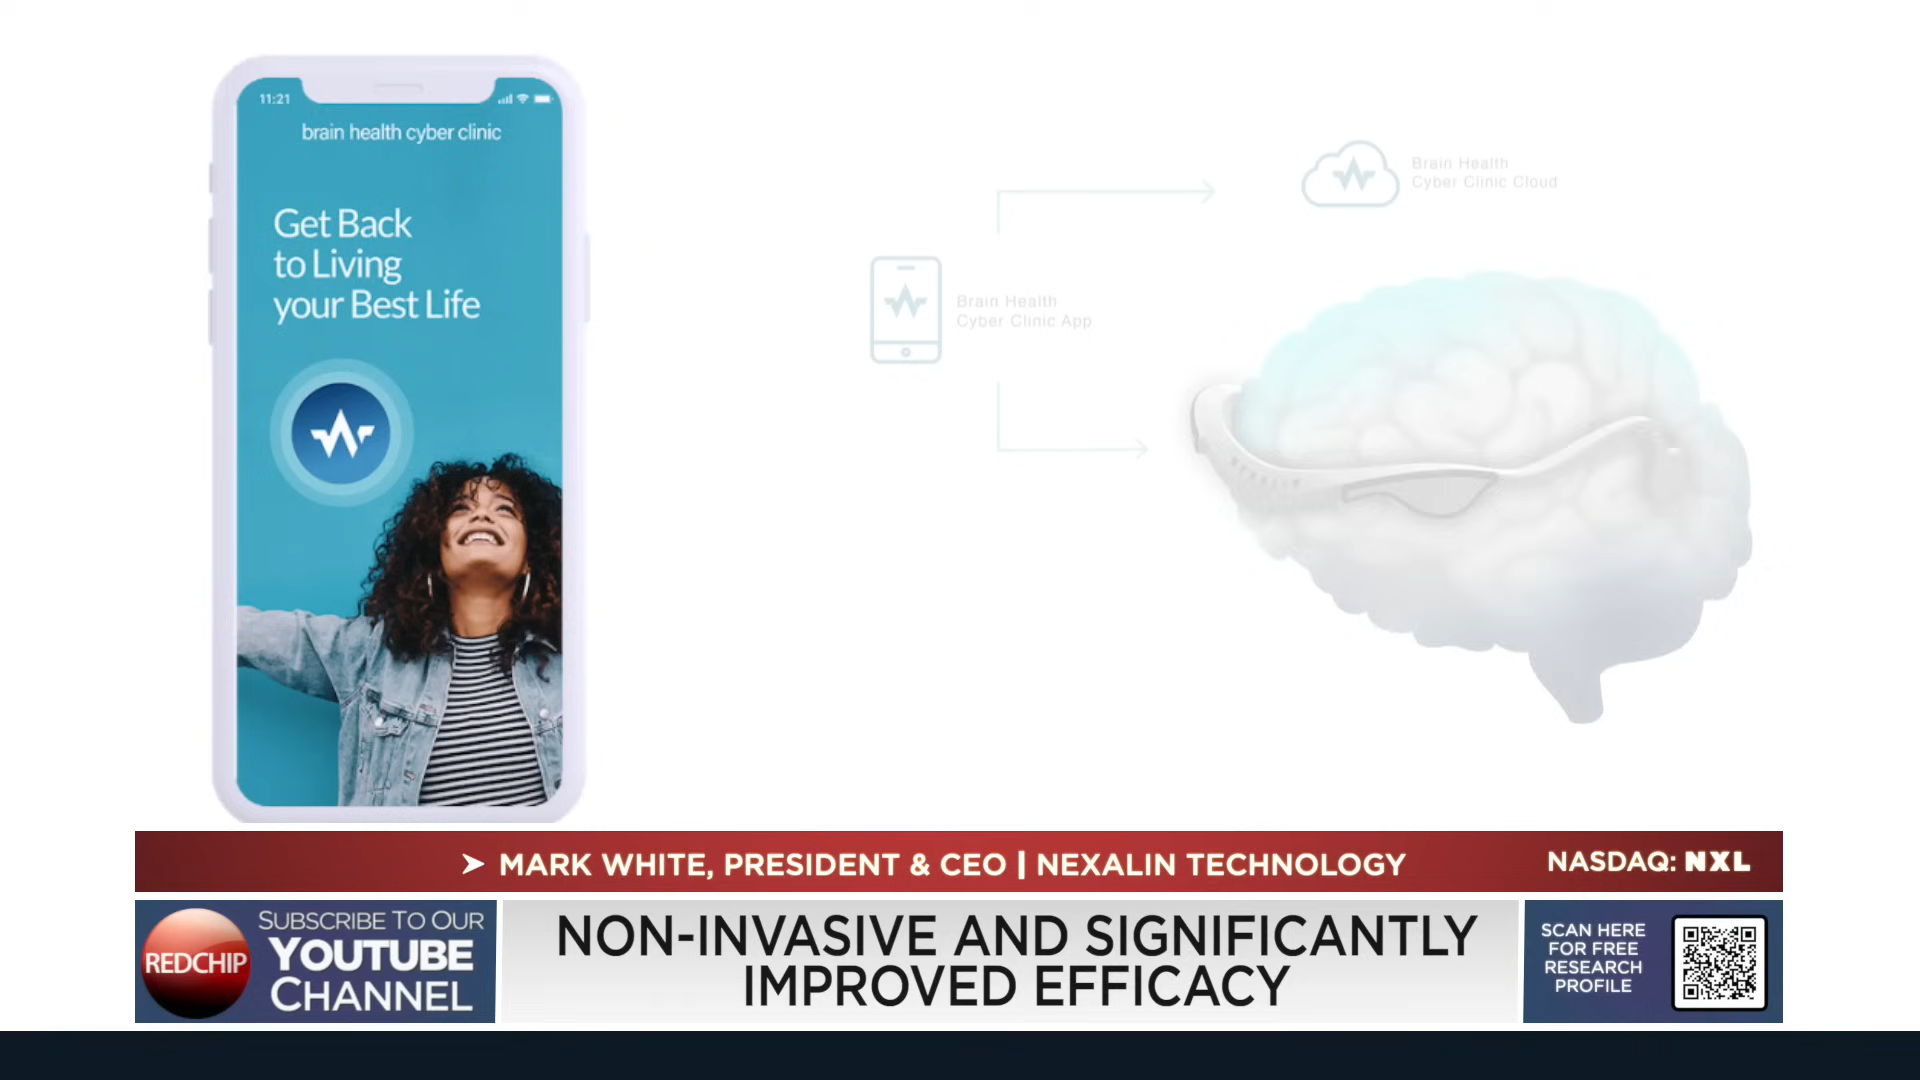 11:21
brain health cyber clinic
Get Back
to Living
your Best Life
Brain Health
Cyber Clinic Cloud
Brain Health
Cyber Clinic App
MARK WHITE, PRESIDENT & CEO | NEXALIN TECHNOLOGY
NASDAQ: NXL
REDCHIP
SUBSCRIBE TO OUR
YOUTUBE
CHANNEL
NON-INVASIVE AND SIGNIFICANTLY
IMPROVED EFFICACY
SCAN HERE
FOR FREE
RESEARCH
PROFILE